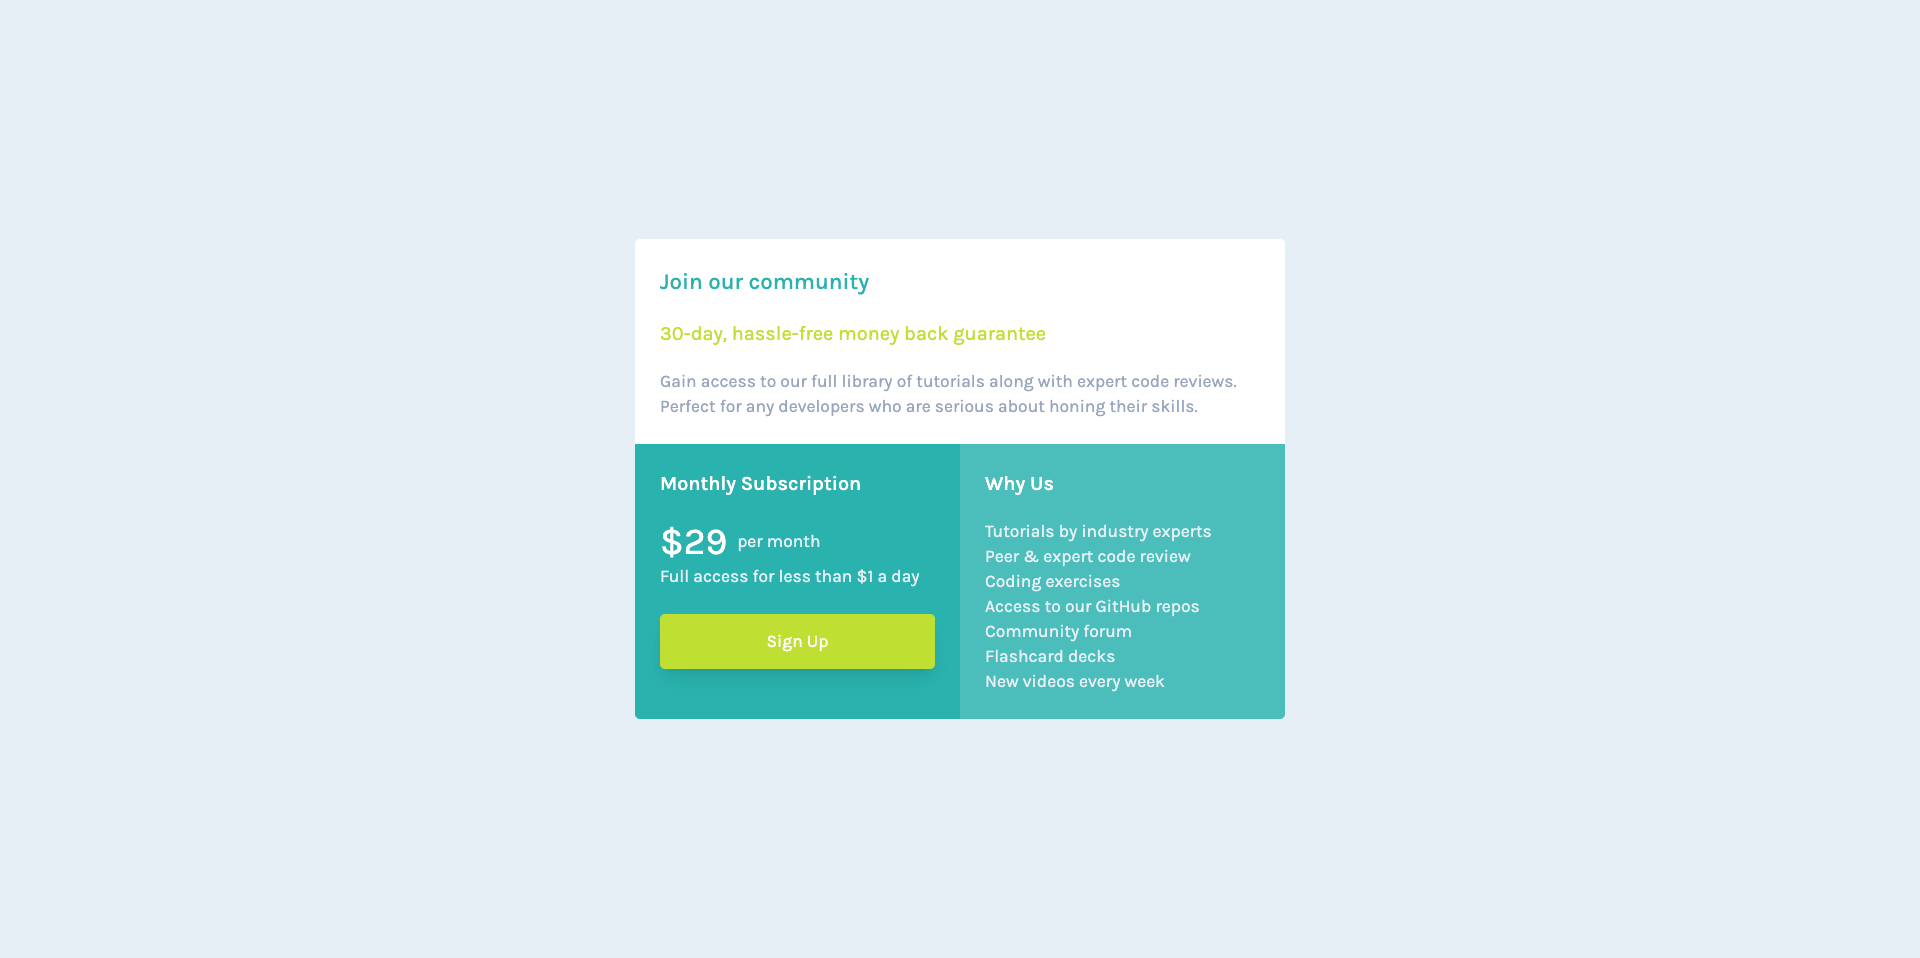 Join our community
30-day, hassle-free money back guarantee
Gain access to our full library of tutorials along with expert code reviews.
Perfect for any developers who are serious about honing their skills.
Monthly Subscription
$29 per month
Full access for less than $1 a day
Sign Up
Why Us
Tutorials by industry experts
Peer & expert code review
Coding exercises
Access to our GitHub repos
Community forum
Flashcard decks
New videos every week